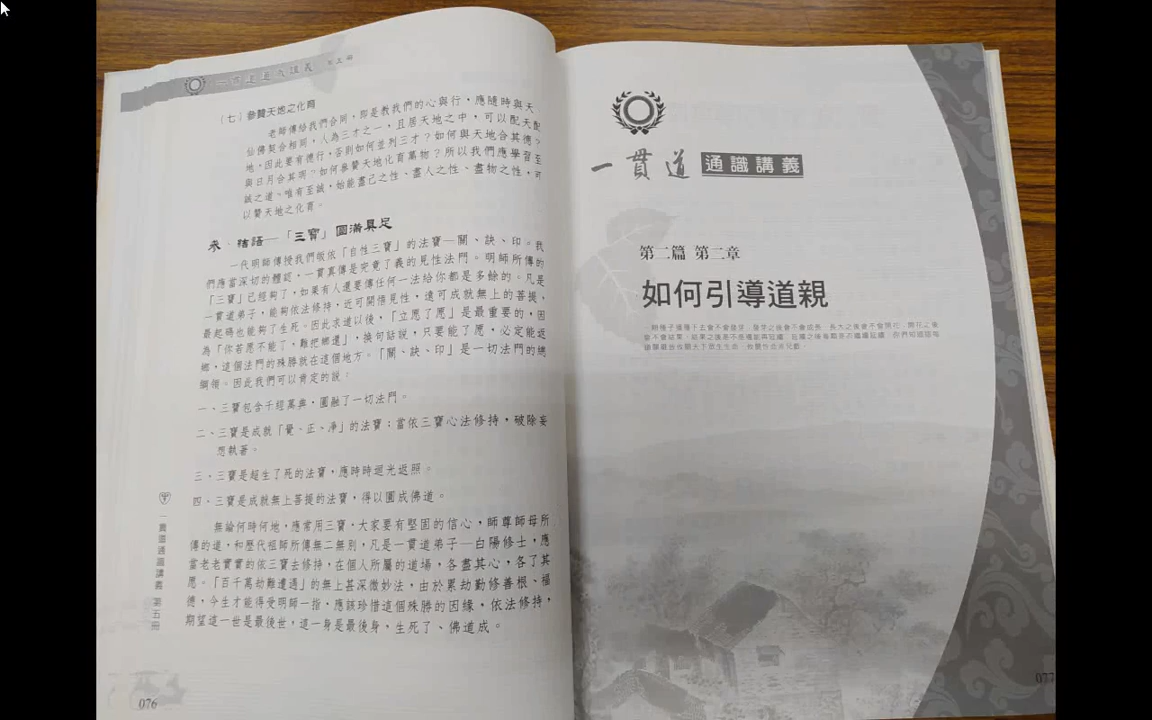 一貫道通識講義 第五冊
(七)參贊天地之化育
老師傳給我們合同,即是教我們的心與行,應隨時與天
仙佛契合相同,人為三才之一,且居天地之中,可以配天配
地,因此要有德行,否則如何並列三才?如何與天地合其德?
與日月合其明?如何參贊天地化育萬物?所以我們應學習至
誠之道、唯有至誠,始能盡己之性、盡人之性、盡物之性,可
以贊天地之化育。
參、結語─「三寶」圓滿具足
一代明師傳授我們皈依「自性三寶」的法寶─關、訣、印。我
們應當深切的體認,一貫真傳是究竟了義的見性法門。明師所傳的
「三寶」已經夠了,如果有人還要傳任何一法給你都是多餘的。凡是
一貫道弟子,能夠依法修持,近可開悟見性,遠可成就無上的菩提,
最起碼也能夠了生死。因此求道以後,「立愿了愿」是最重要的,因
為「你若愿不能了,難把鄉還」,換句話說,只要能了愿,必定能返
鄉,這個法門的殊勝就在這個地方。「關、訣、印」是一切法門的總
綱領。因此我們可以肯定的說:
一、三寶包含千經萬典,圓融了一切法門。
二、三寶是成就「覺、正、淨」的法寶;當依三寶心法修持,破除妄
想執著。
三、三寶是超生了死的法寶,應時時迴光返照。
四、三寶是成就無上菩提的法寶,得以圓成佛道。
無論何時何地,應常用三寶,大家要有堅固的信心,師尊師母所
傳的道,和歷代祖師所傳無二無別,凡是一貫道弟子─白陽修士,應
當老老實實的依三寶去修持,在個人所屬的道場,各盡其心,各了其
愿。「百千萬劫難遭遇」的無上甚深微妙法,由於累劫勤修善根、福
德,今生才能得受明師一指,應該珍惜這個殊勝的因緣,依法修持,
期望這一世是最後世,這一身是最後身,生死了、佛道成。
一貫道通識講義 第五冊
076
一貫道 通識講義
第二篇 第二章
如何引導道親
077